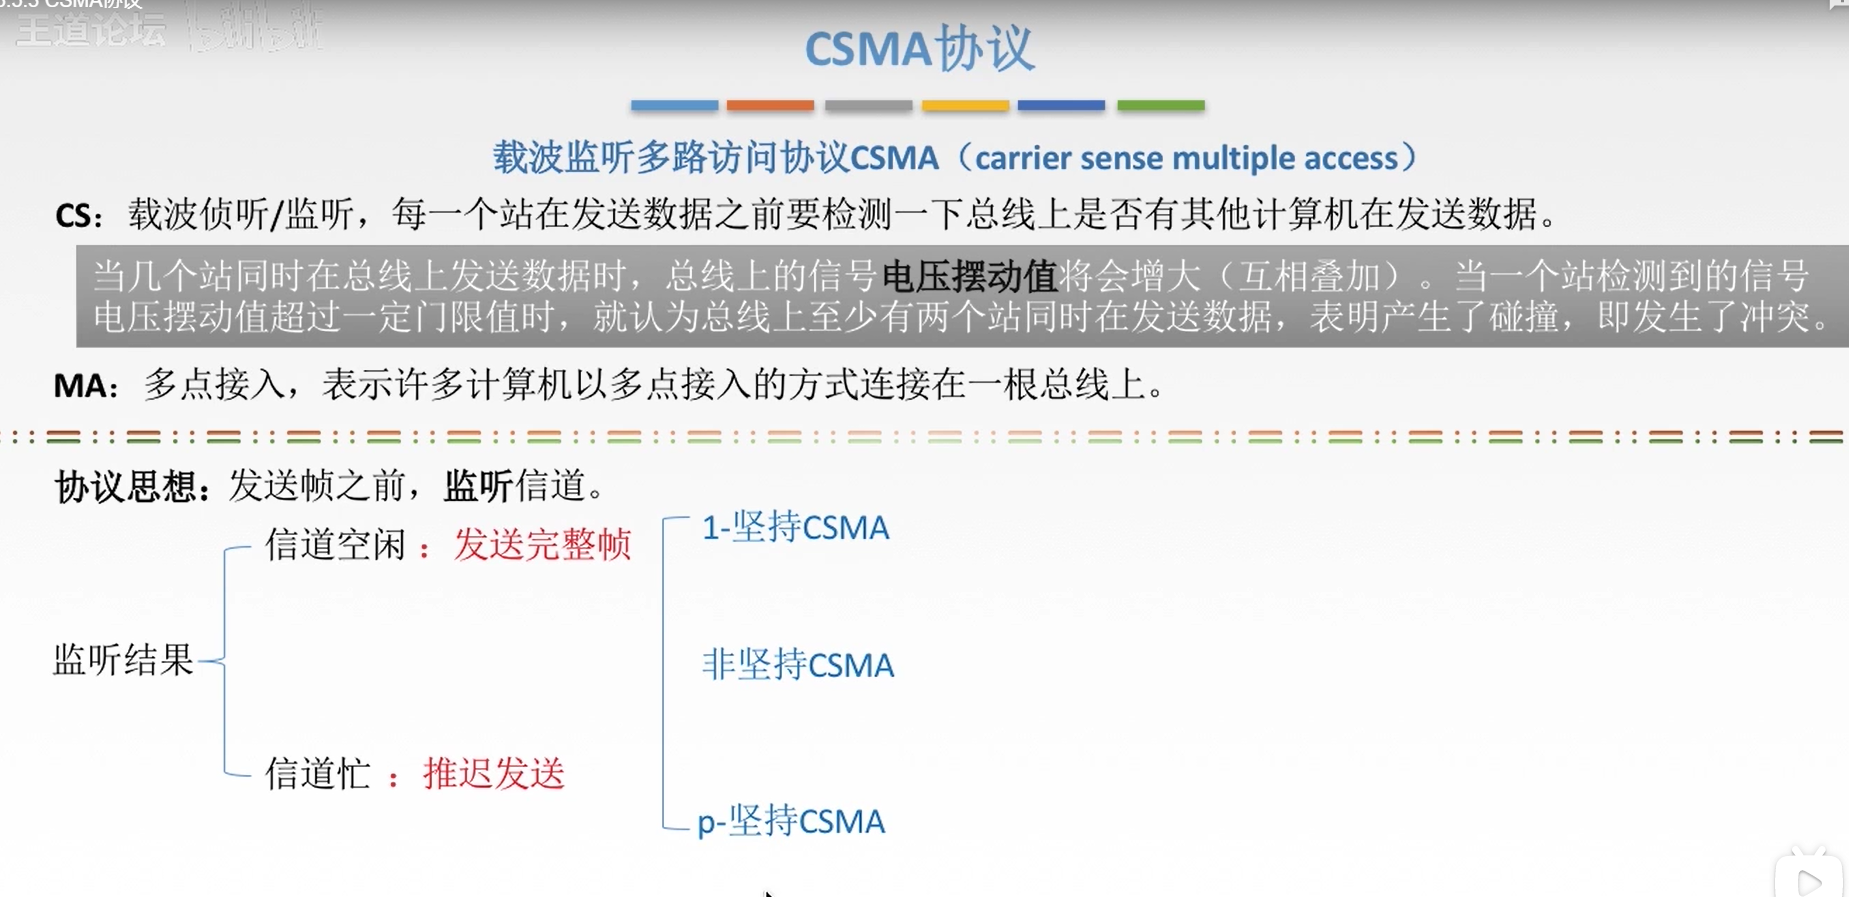 3.5.3 CSMA协议
王道论坛 bilibili
CSMA协议
载波监听多路访问协议CSMA（carrier sense multiple access）
CS：载波侦听/监听，每一个站在发送数据之前要检测一下总线上是否有其他计算机在发送数据。
当几个站同时在总线上发送数据时，总线上的信号电压摆动值将会增大（互相叠加）。当一个站检测到的信号
电压摆动值超过一定门限值时，就认为总线上至少有两个站同时在发送数据，表明产生了碰撞，即发生了冲突。
MA：多点接入，表示许多计算机以多点接入的方式连接在一根总线上。
协议思想：发送帧之前，监听信道。
监听结果
信道空闲：发送完整帧
信道忙：推迟发送
1-坚持CSMA
非坚持CSMA
p-坚持CSMA